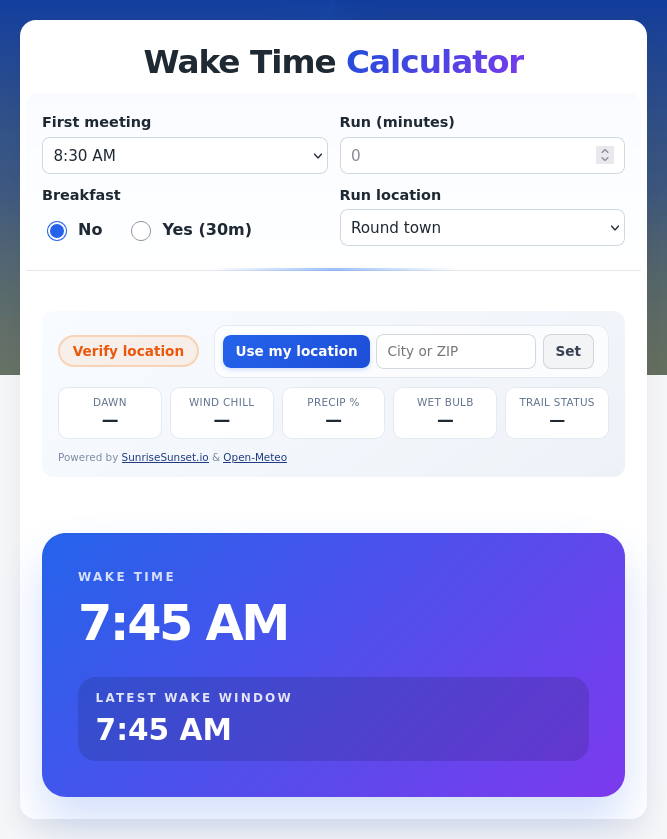 Wake Time Calculator
First meeting
Run (minutes)
8:30 AM
0
Breakfast
Run location
No
Yes (30m)
Round town
Verify location
Use my location
City or ZIP
Set
DAWN
WIND CHILL
PRECIP %
WET BULB
TRAIL STATUS
—
—
—
—
—
Powered by SunriseSunset.io & Open-Meteo
WAKE TIME
7:45 AM
LATEST WAKE WINDOW
7:45 AM